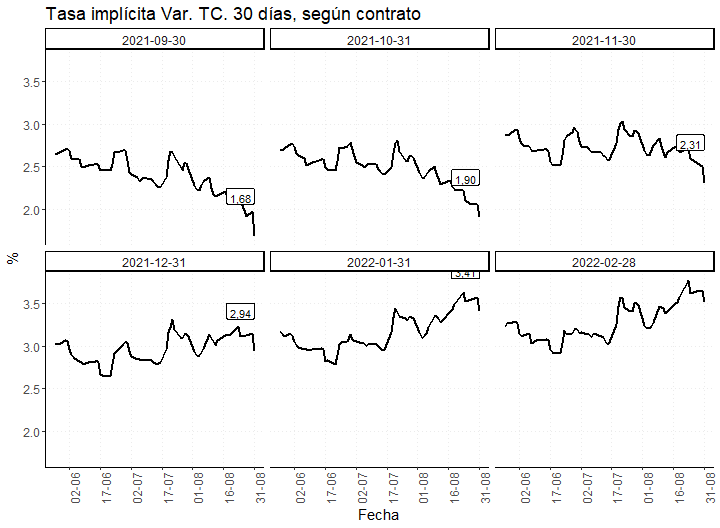 Tasa implícita Var. TC. 30 días, según contrato
2021-09-30 2021-10-31 2021-11-30
3.5
3.0
2.5
2.0
1,68 1,90 2,31
%
2021-12-31 2022-01-31 2022-02-28
3.5
3.0
2.5
2.0
2,94 3,41
02-06 17-06 02-07 17-07 01-08 16-08 31-08 02-06 17-06 02-07 17-07 01-08 16-08 31-08 02-06 17-06 02-07 17-07 01-08 16-08 31-08
Fecha